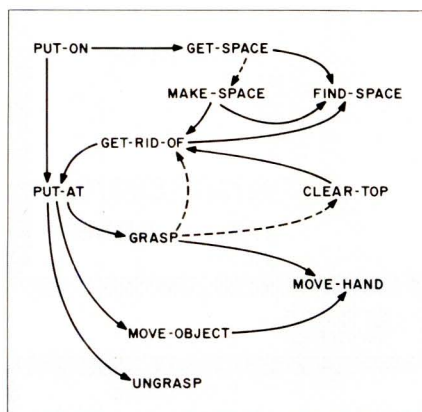 PUT-ON
GET-SPACE
MAKE-SPACE
FIND-SPACE
GET-RID-OF
PUT-AT
CLEAR-TOP
GRASP
MOVE-HAND
MOVE-OBJECT
UNGRASP